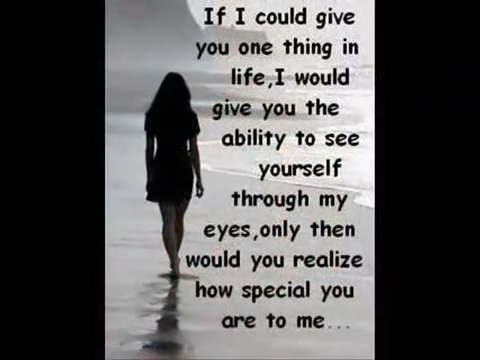 If I could give
you one thing in
life,I would
give you the
ability to see
yourself
through my
eyes,only then
would you realize
how special you
are to me...